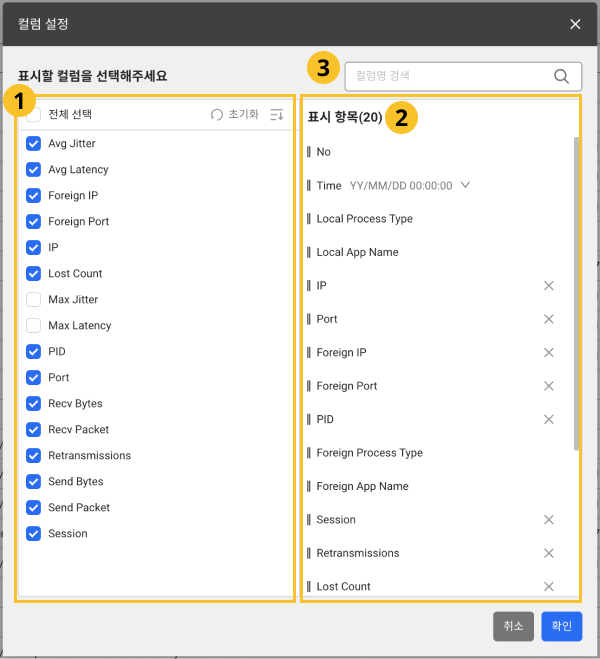 컬럼 설정
표시할 컬럼을 선택해주세요
3
컬럼명 검색
1
전체 선택
초기화
Avg Jitter
Avg Latency
Foreign IP
Foreign Port
IP
Lost Count
Max Jitter
Max Latency
PID
Port
Recv Bytes
Recv Packet
Retransmissions
Send Bytes
Send Packet
Session
표시 항목(20)
2
No
Time YY/MM/DD 00:00:00
Local Process Type
Local App Name
IP
Port
Foreign IP
Foreign Port
PID
Foreign Process Type
Foreign App Name
Session
Retransmissions
Lost Count
취소
확인